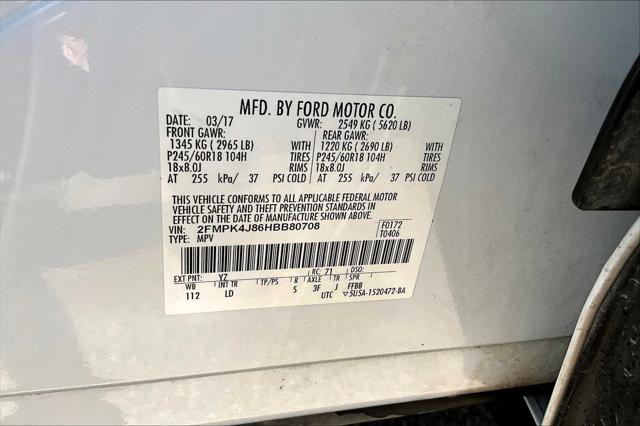 MFD. BY FORD MOTOR CO.
DATE: 03/17 GVWR: 2549 KG ( 5620 LB)
FRONT GAWR: REAR GAWR:
1345 KG ( 2965 LB) WITH 1220 KG ( 2690 LB) WITH
P245/60R18 104H TIRES P245/60R18 104H TIRES
18x8.0J RIMS 18x8.0J RIMS
AT 255 kPa/ 37 PSI COLD AT 255 kPa/ 37 PSI COLD
THIS VEHICLE CONFORMS TO ALL APPLICABLE FEDERAL MOTOR
VEHICLE SAFETY AND THEFT PREVENTION STANDARDS IN
EFFECT ON THE DATE OF MANUFACTURE SHOWN ABOVE.
VIN: 2FMPK4J86HBB80708 F0172
TYPE: MPV T0406
EXT PNT: YZ RC: 71 DSO:
WB INT TR TP/PS R AXLE TR SPR
112 LD S 3F J FFBB
UTC ▽5U5A-1520472-BA